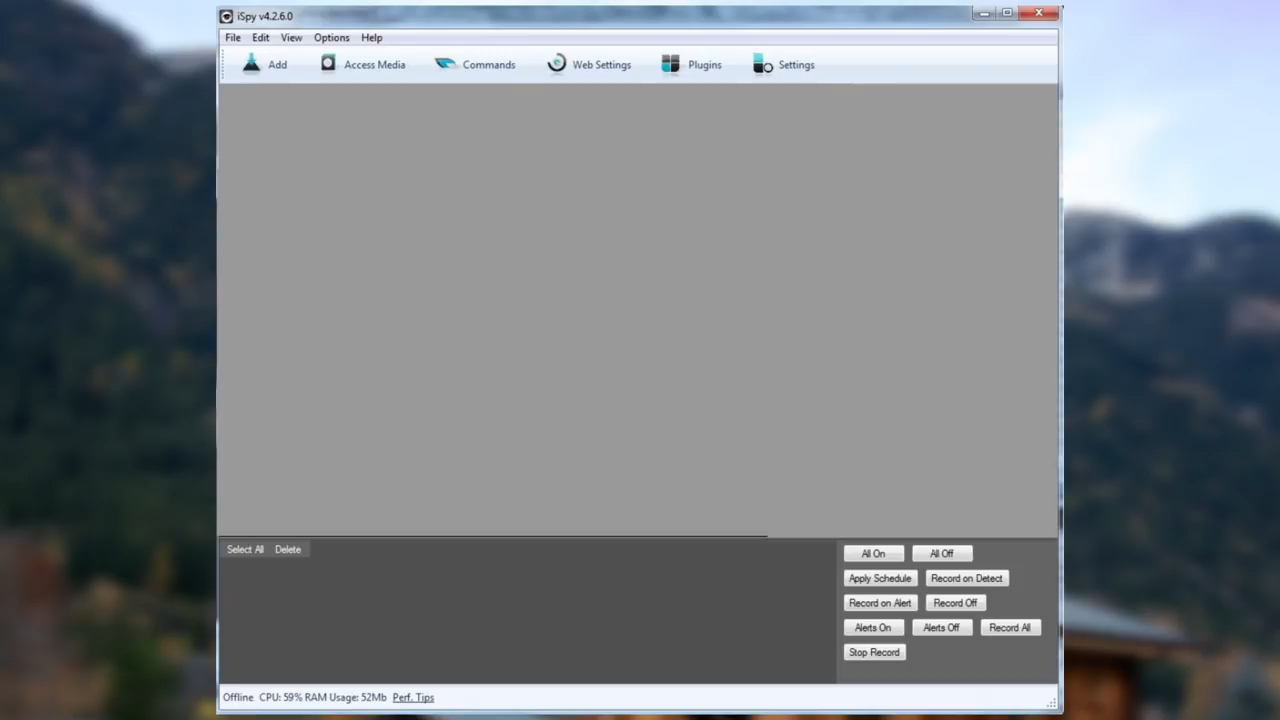 iSpy v4.2.6.0
File Edit View Options Help
Add Access Media Commands Web Settings Plugins Settings
Select All Delete
All On All Off
Apply Schedule Record on Detect
Record on Alert Record Off
Alerts On Alerts Off Record All
Stop Record
Offline CPU: 59% RAM Usage: 52Mb Perf. Tips